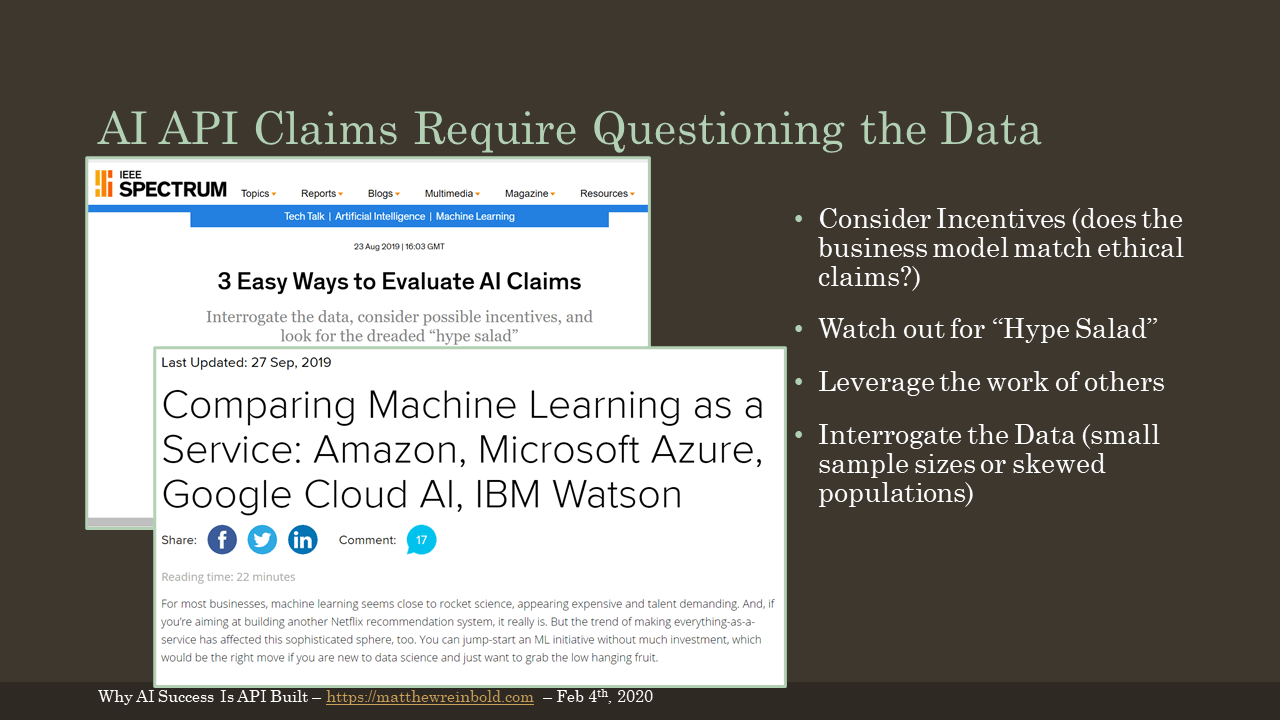 AI API Claims Require Questioning the Data
IEEE
SPECTRUM
Topics Reports Blogs Multimedia Magazine Resources
Tech Talk | Artificial Intelligence | Machine Learning
23 Aug 2019 | 16:03 GMT
3 Easy Ways to Evaluate AI Claims
Interrogate the data, consider possible incentives, and
look for the dreaded “hype salad”
Last Updated: 27 Sep, 2019
Comparing Machine Learning as a
Service: Amazon, Microsoft Azure,
Google Cloud AI, IBM Watson
Share: Comment: 17
Reading time: 22 minutes
For most businesses, machine learning seems close to rocket science, appearing expensive and talent demanding. And, if
you’re aiming at building another Netflix recommendation system, it really is. But the trend of making everything-as-a-
service has affected this sophisticated sphere, too. You can jump-start an ML initiative without much investment, which
would be the right move if you are new to data science and just want to grab the low hanging fruit.
• Consider Incentives (does the
business model match ethical
claims?)
• Watch out for “Hype Salad”
• Leverage the work of others
• Interrogate the Data (small
sample sizes or skewed
populations)
Why AI Success Is API Built – https://matthewreinbold.com – Feb 4th, 2020